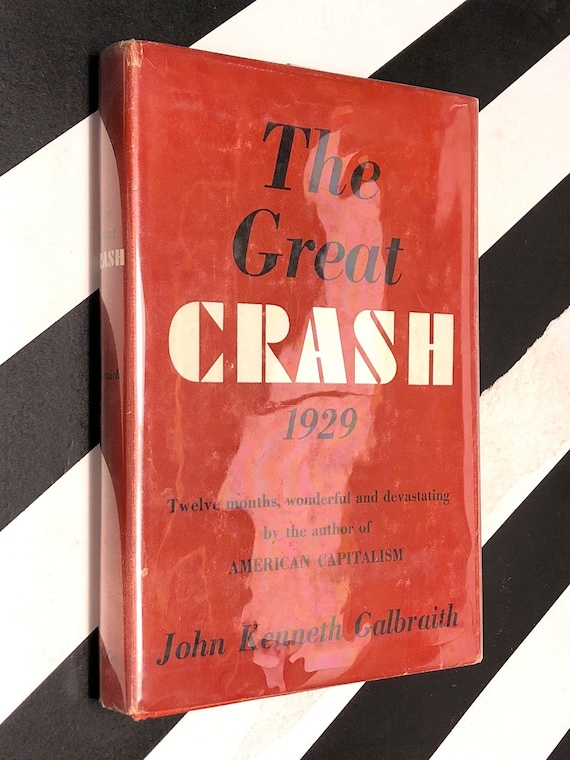 The
Great
CRASH
1929
Twelve months, wonderful and devastating
by the author of
AMERICAN CAPITALISM
John Kenneth Galbraith
CRASH